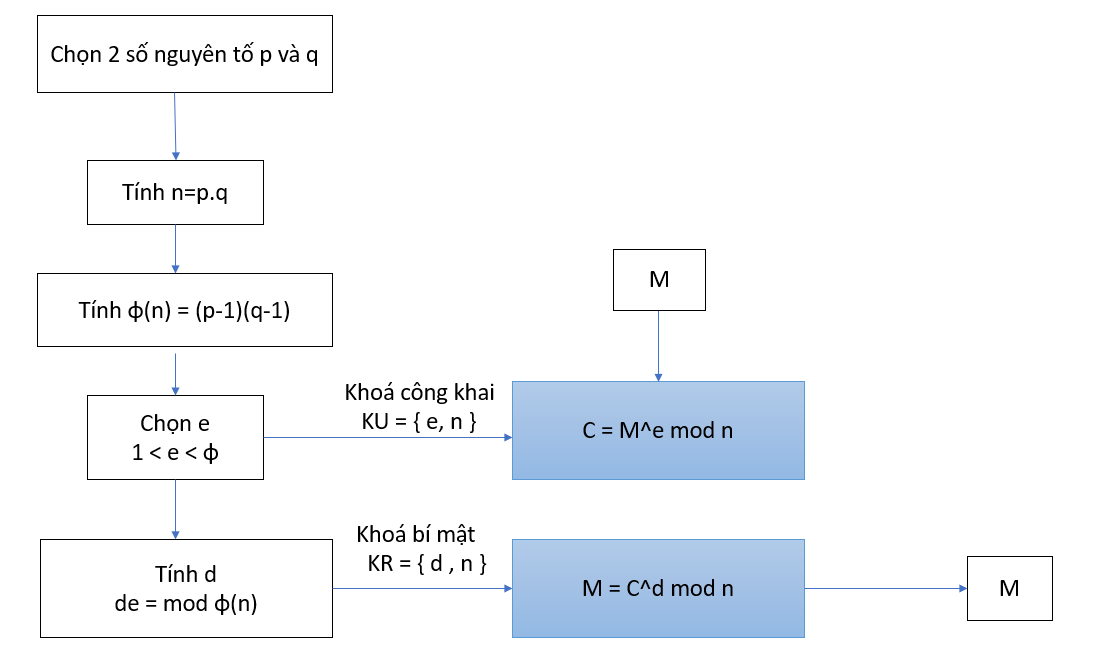 Chọn 2 số nguyên tố p và q
Tính n=p.q
Tính ϕ(n) = (p-1)(q-1)
M
Chọn e
1 < e < ϕ
Khoá công khai
KU = { e, n }
C = M^e mod n
Tính d
de = mod ϕ(n)
Khoá bí mật
KR = { d , n }
M = C^d mod n
M